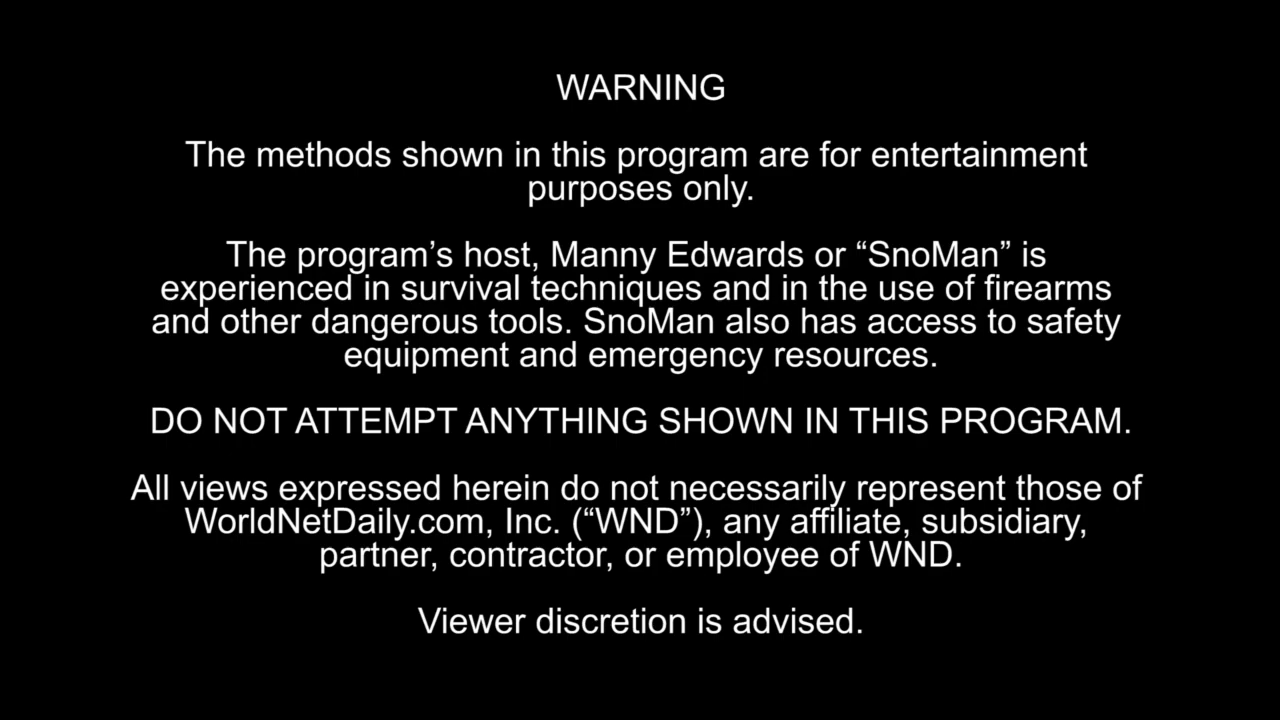 WARNING
The methods shown in this program are for entertainment
purposes only.
The program’s host, Manny Edwards or “SnoMan” is
experienced in survival techniques and in the use of firearms
and other dangerous tools. SnoMan also has access to safety
equipment and emergency resources.
DO NOT ATTEMPT ANYTHING SHOWN IN THIS PROGRAM.
All views expressed herein do not necessarily represent those of
WorldNetDaily.com, Inc. (“WND”), any affiliate, subsidiary,
partner, contractor, or employee of WND.
Viewer discretion is advised.